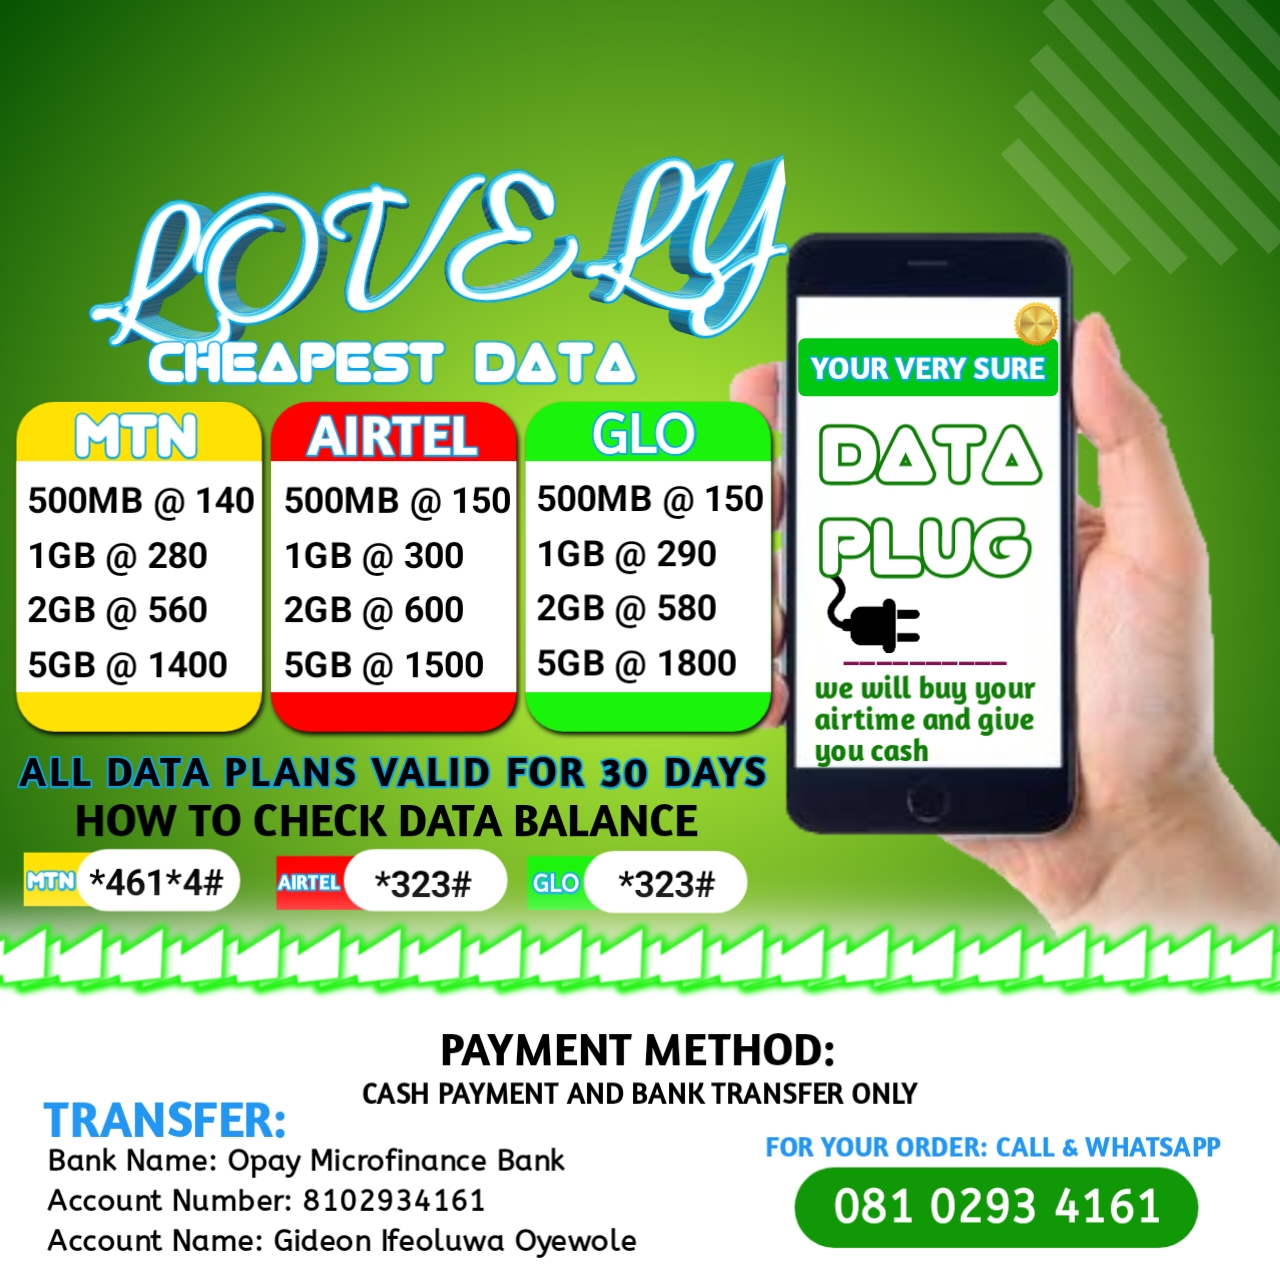 LOVELY
CHEAPEST DATA
MTN
500MB @ 140
1GB @ 280
2GB @ 560
5GB @ 1400
AIRTEL
500MB @ 150
1GB @ 300
2GB @ 600
5GB @ 1500
GLO
500MB @ 150
1GB @ 290
2GB @ 580
5GB @ 1800
YOUR VERY SURE
DATA
PLUG
we will buy your
airtime and give
you cash
ALL DATA PLANS VALID FOR 30 DAYS
HOW TO CHECK DATA BALANCE
MTN *461*4#
AIRTEL *323#
GLO *323#
PAYMENT METHOD:
CASH PAYMENT AND BANK TRANSFER ONLY
TRANSFER:
Bank Name: Opay Microfinance Bank
Account Number: 8102934161
Account Name: Gideon Ifeoluwa Oyewole
FOR YOUR ORDER: CALL & WHATSAPP
081 0293 4161